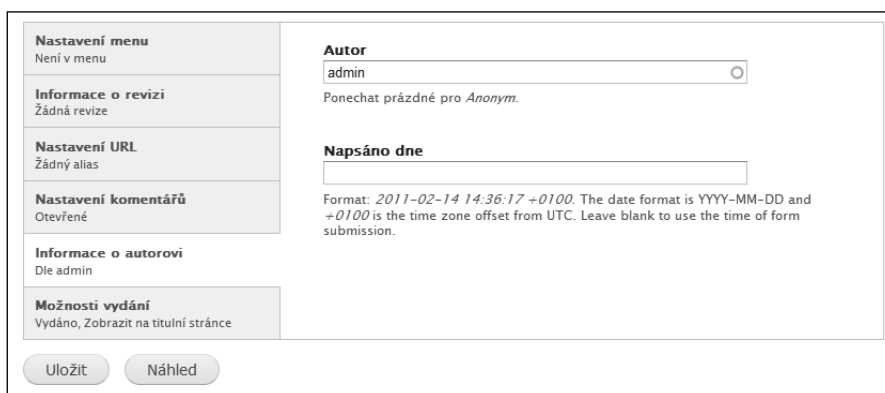 Nastavení menu
Není v menu
Informace o revizi
Žádná revize
Nastavení URL
Žádný alias
Nastavení komentářů
Otevřené
Informace o autorovi
Dle admin
Možnosti vydání
Vydáno, Zobrazit na titulní stránce
Autor
admin
Ponechat prázdné pro Anonym.
Napsáno dne
Format: 2011-02-14 14:36:17 +0100. The date format is YYYY-MM-DD and
+0100 is the time zone offset from UTC. Leave blank to use the time of form
submission.
Uložit
Náhled